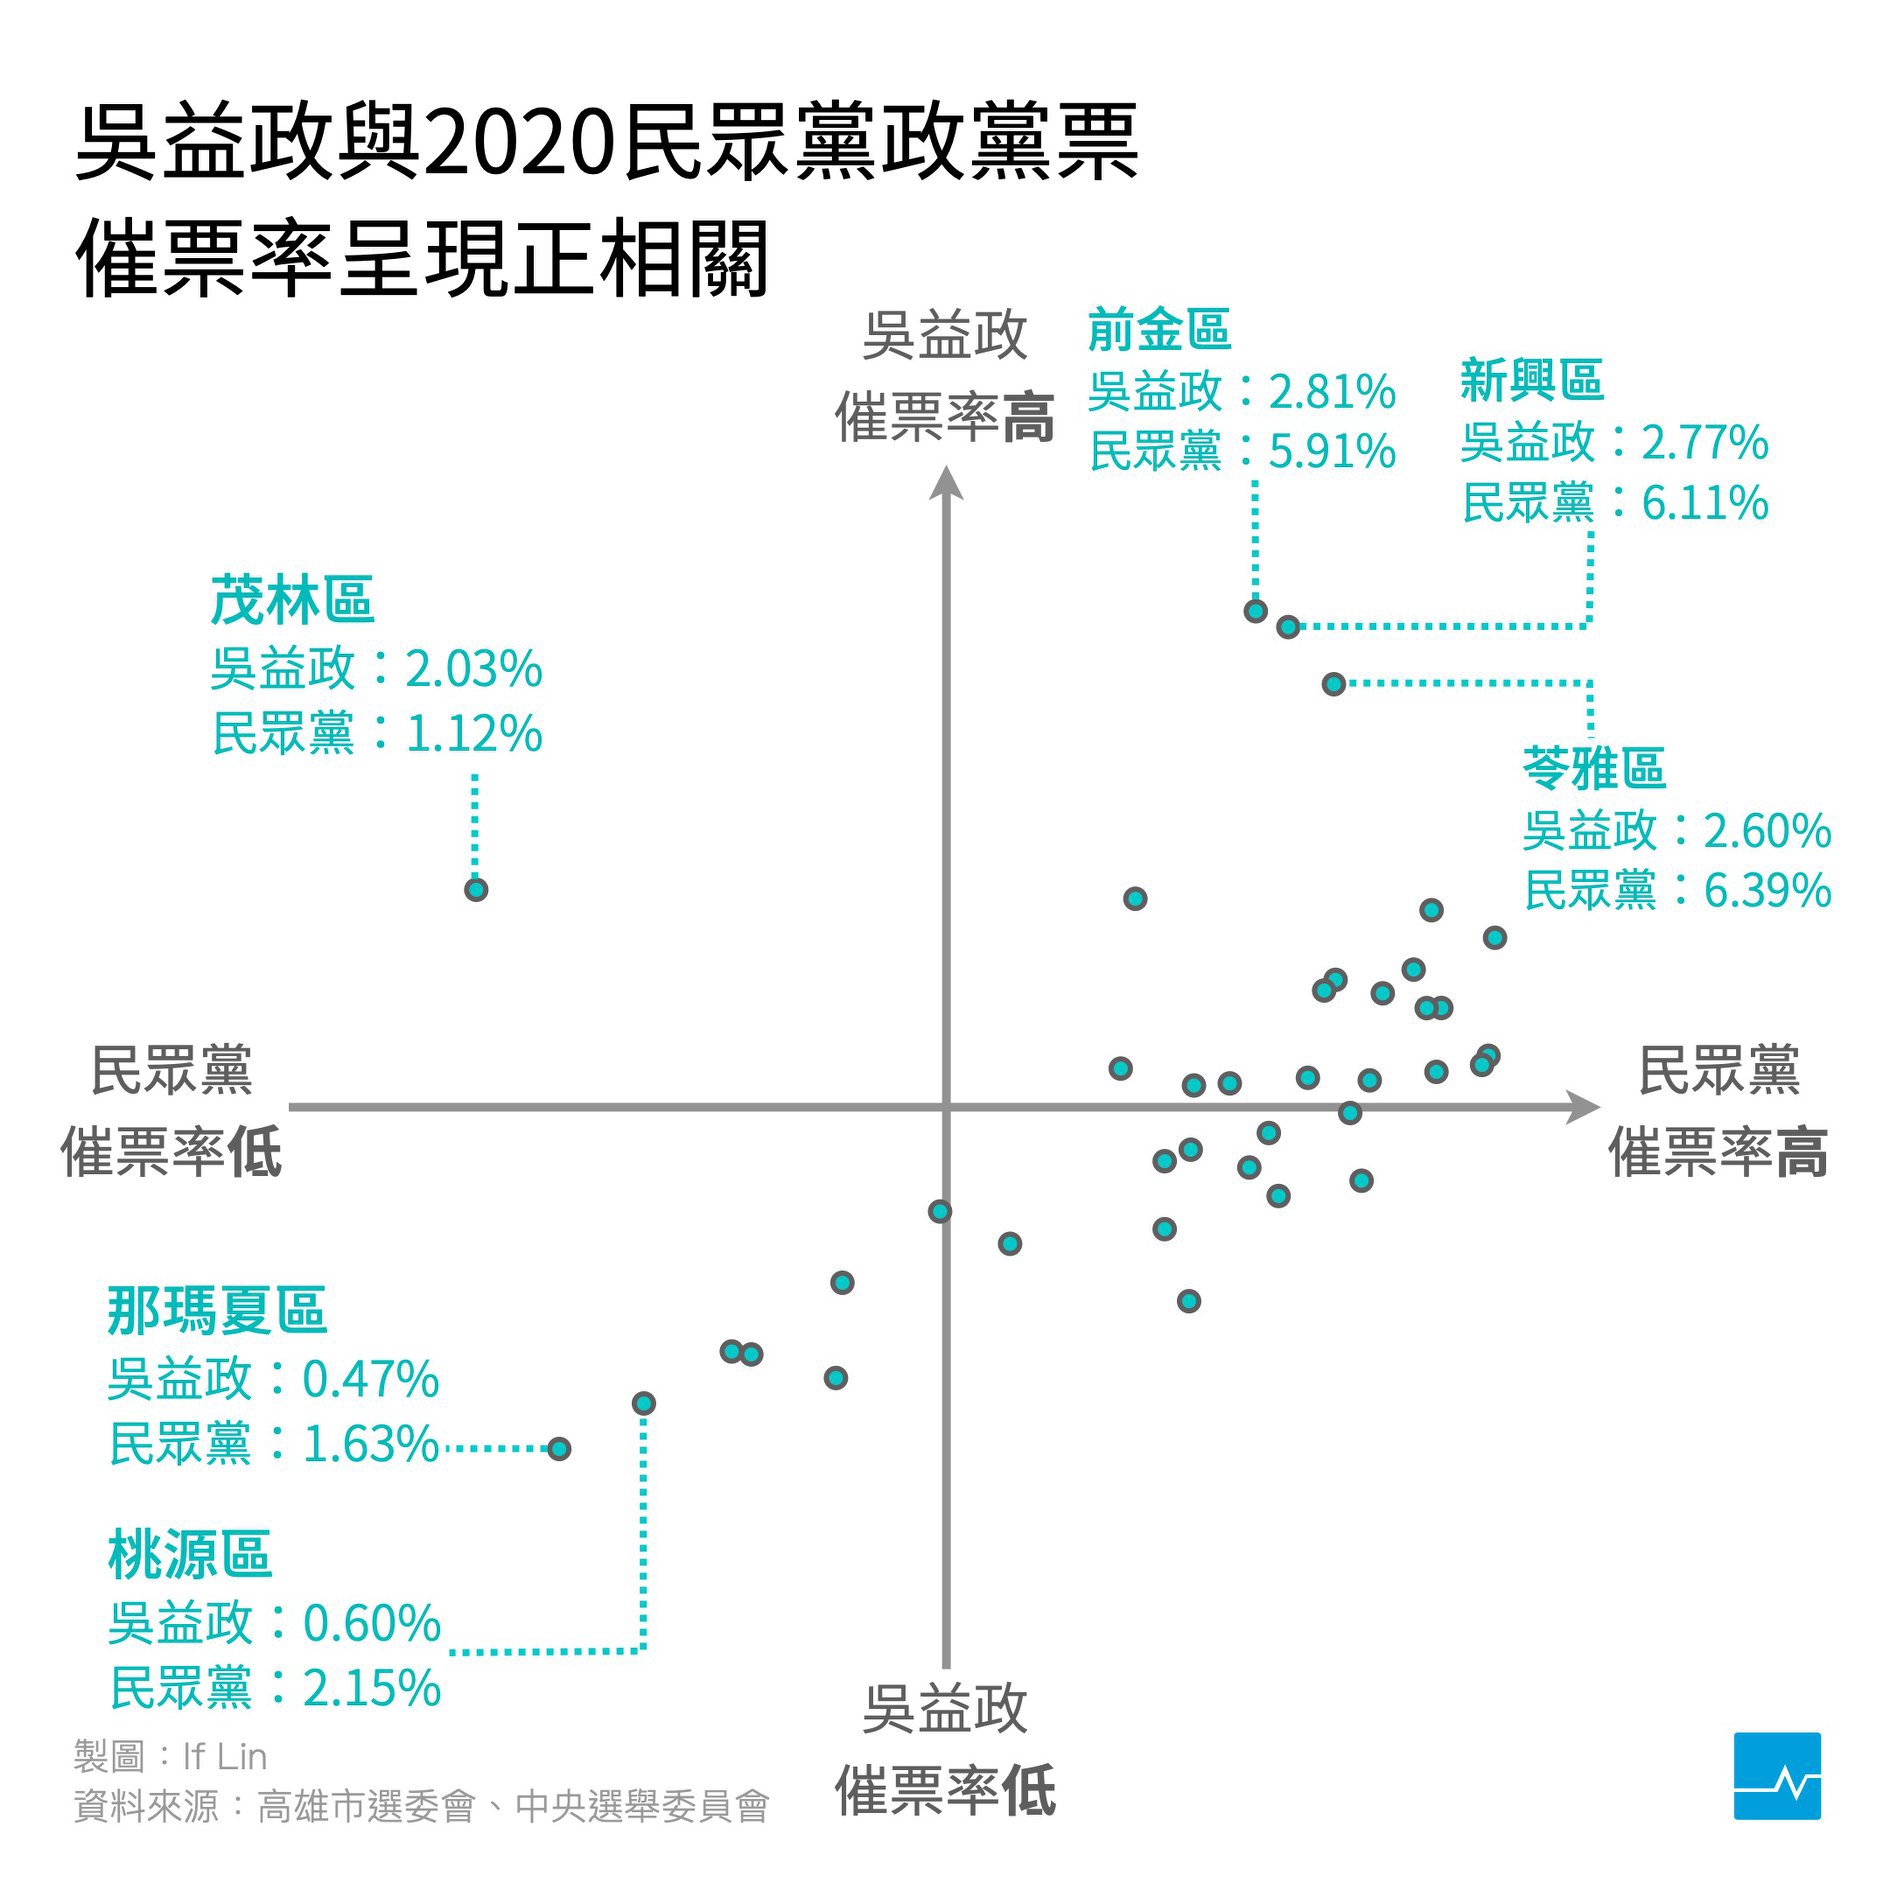 吳益政與2020民眾黨政黨票
催票率呈現正相關
吳益政
催票率高
前金區
吳益政：2.81%
民眾黨：5.91%
新興區
吳益政：2.77%
民眾黨：6.11%
茂林區
吳益政：2.03%
民眾黨：1.12%
苓雅區
吳益政：2.60%
民眾黨：6.39%
民眾黨
催票率低
民眾黨
催票率高
那瑪夏區
吳益政：0.47%
民眾黨：1.63%
桃源區
吳益政：0.60%
民眾黨：2.15%
吳益政
催票率低
製圖：If Lin
資料來源：高雄市選委會、中央選舉委員會